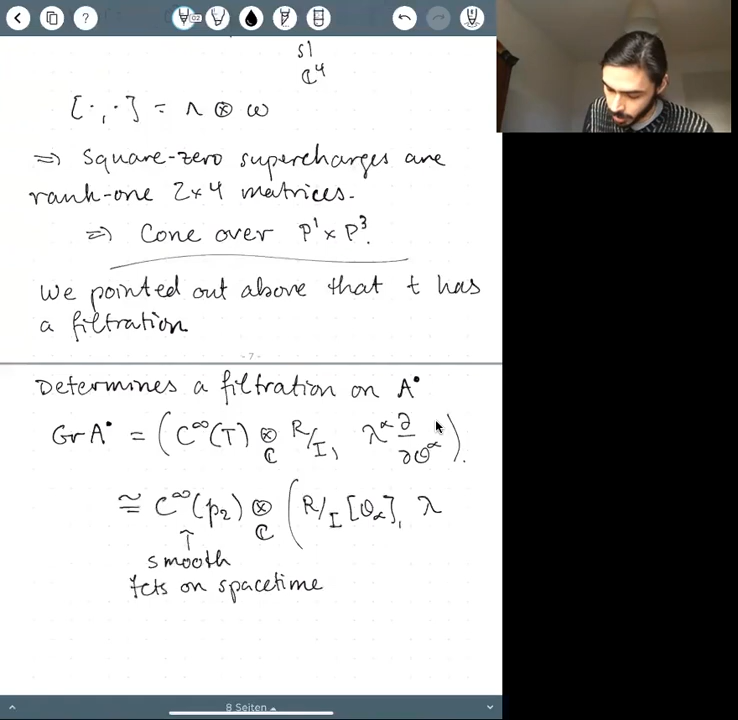 S|
ℂ⁴
[·,·] = Λ ⊗ ω
⇒ Square-zero supercharges are
rank-one 2×4 matrices.
⇒ Cone over P¹ × P³.
We pointed out above that t has
a filtration
- 7 -
Determines a filtration on A•
Gr A• = (C∞(T) ⊗_ℂ R/I, λ^α ∂/∂θ^α).
≅ C∞(p₂) ⊗_ℂ (R/I[θ_α], λ
↑
smooth
fcts on spacetime
8 Seiten